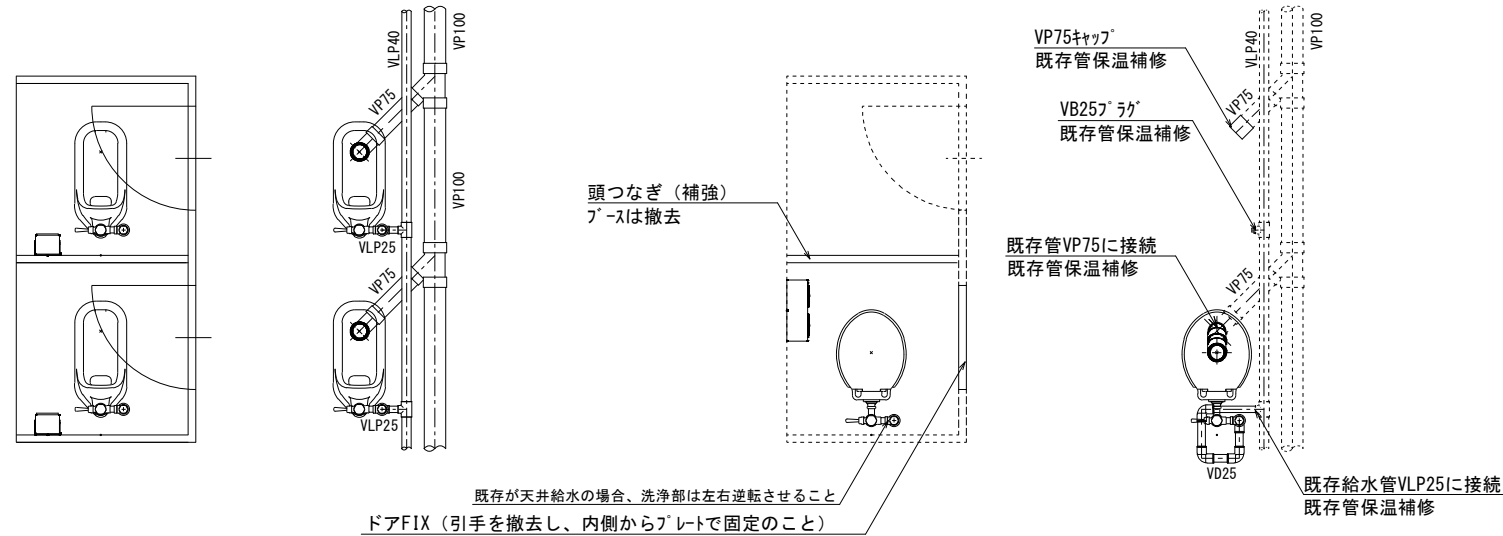 VLP40
VP100
VP75
VP100
VLP25
VP75
VLP25
頭つなぎ（補強）
ブースは撤去
既存が天井給水の場合、洗浄部は左右逆転させること
ドアFIX（引手を撤去し、内側からプレートで固定のこと）
VP75キャップ
既存管保温補修
VB25プラグ
既存管保温補修
既存管VP75に接続
既存管保温補修
VLP40
VP100
VP75
VP75
VD25
既存給水管VLP25に接続
既存管保温補修